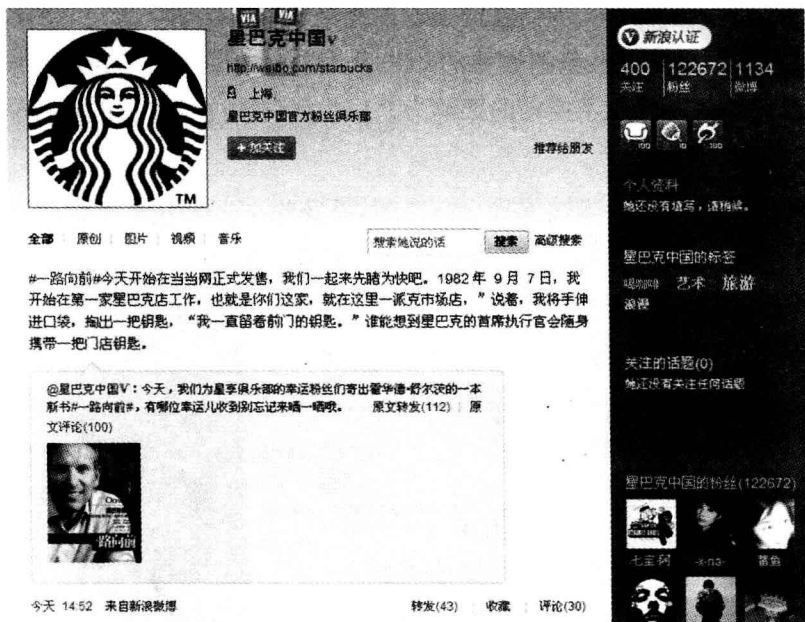 VIA VIA
星巴克中国V
http://weibo.com/starbucks
上海,
星巴克中国官方粉丝俱乐部
+ 加关注
推荐给朋友
TM
全部 原创 图片 视频 音乐
搜索她说的话 搜索 高级搜索
#一路向前#今天开始在当当网正式发售，我们一起来先睹为快吧。1982年 9月 7日，我
开始在第一家星巴克店工作，也就是你们这家，就在这里—派克市场店，”说着，我将手伸
进口袋，掏出一把钥匙，“我一直留着前门的钥匙。”谁能想到星巴克的首席执行官会随身
携带一把门店钥匙。
@星巴克中国V：今天，我们为星享俱乐部的幸运粉丝们寄出霍华德·舒尔茨的一本
新书#一路向前#，有哪位幸运儿收到别忘记来晒一晒哦。 原文转发(112) 原
文评论(100)
一路向前
今天 14:52 来自新浪微博
转发(43) 收藏 评论(30)
V 新浪认证
400 122672 1134
关注 粉丝 微博
100 10 100
个人资料
她还没有填写，请稍候。
星巴克中国的标签
喝咖啡 艺术 旅游
浪漫
关注的话题(0)
她还没有关注任何话题
星巴克中国的粉丝(122672)
七宝阿 -x-na- 苗鱼